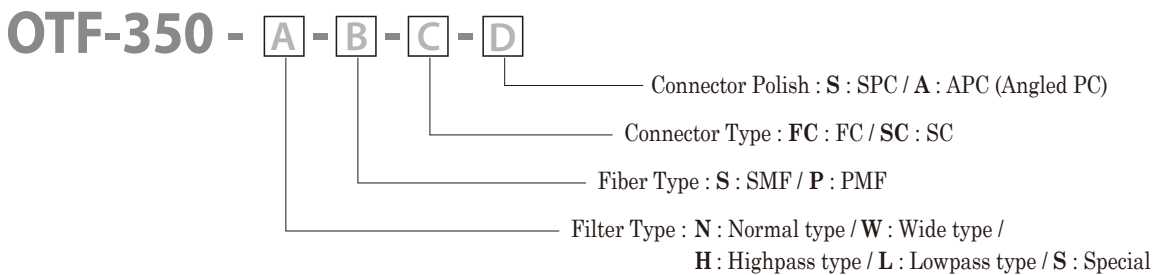 OTF-350 - A - B - C - D
Connector Polish : S : SPC / A : APC (Angled PC)
Connector Type : FC : FC / SC : SC
Fiber Type : S : SMF / P : PMF
Filter Type : N : Normal type / W : Wide type /
H : Highpass type / L : Lowpass type / S : Special